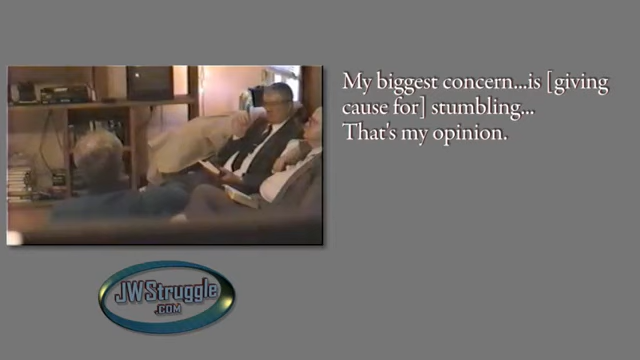 My biggest concern...is [giving
cause for] stumbling...
That's my opinion.
JWStruggle
.COM